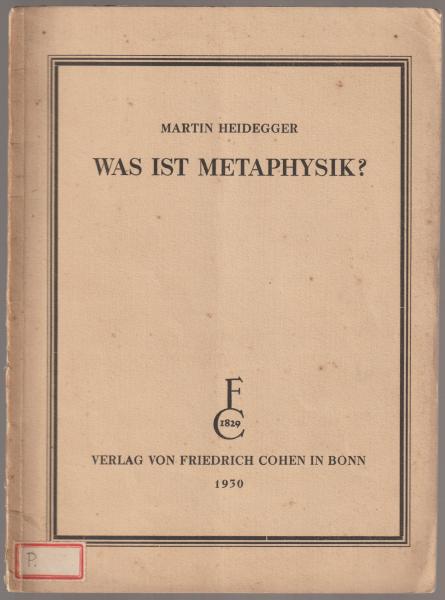 MARTIN HEIDEGGER
WAS IST METAPHYSIK?
F
1829
C
VERLAG VON FRIEDRICH COHEN IN BONN
1930
P.